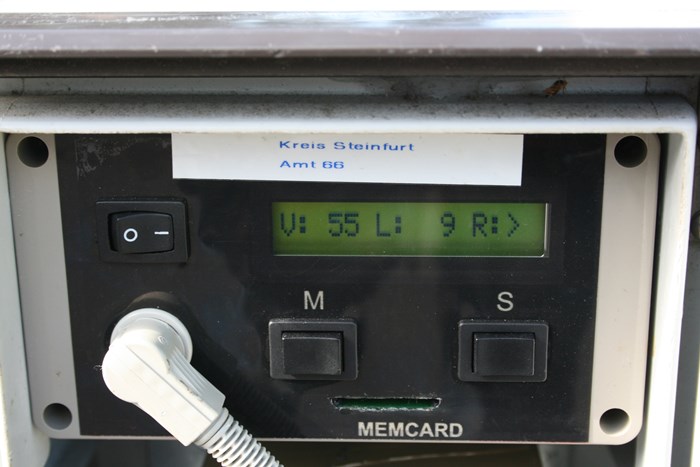 Kreis Steinfurt
Amt 66
V: 55 L: 9 R:>
M S
MEMCARD